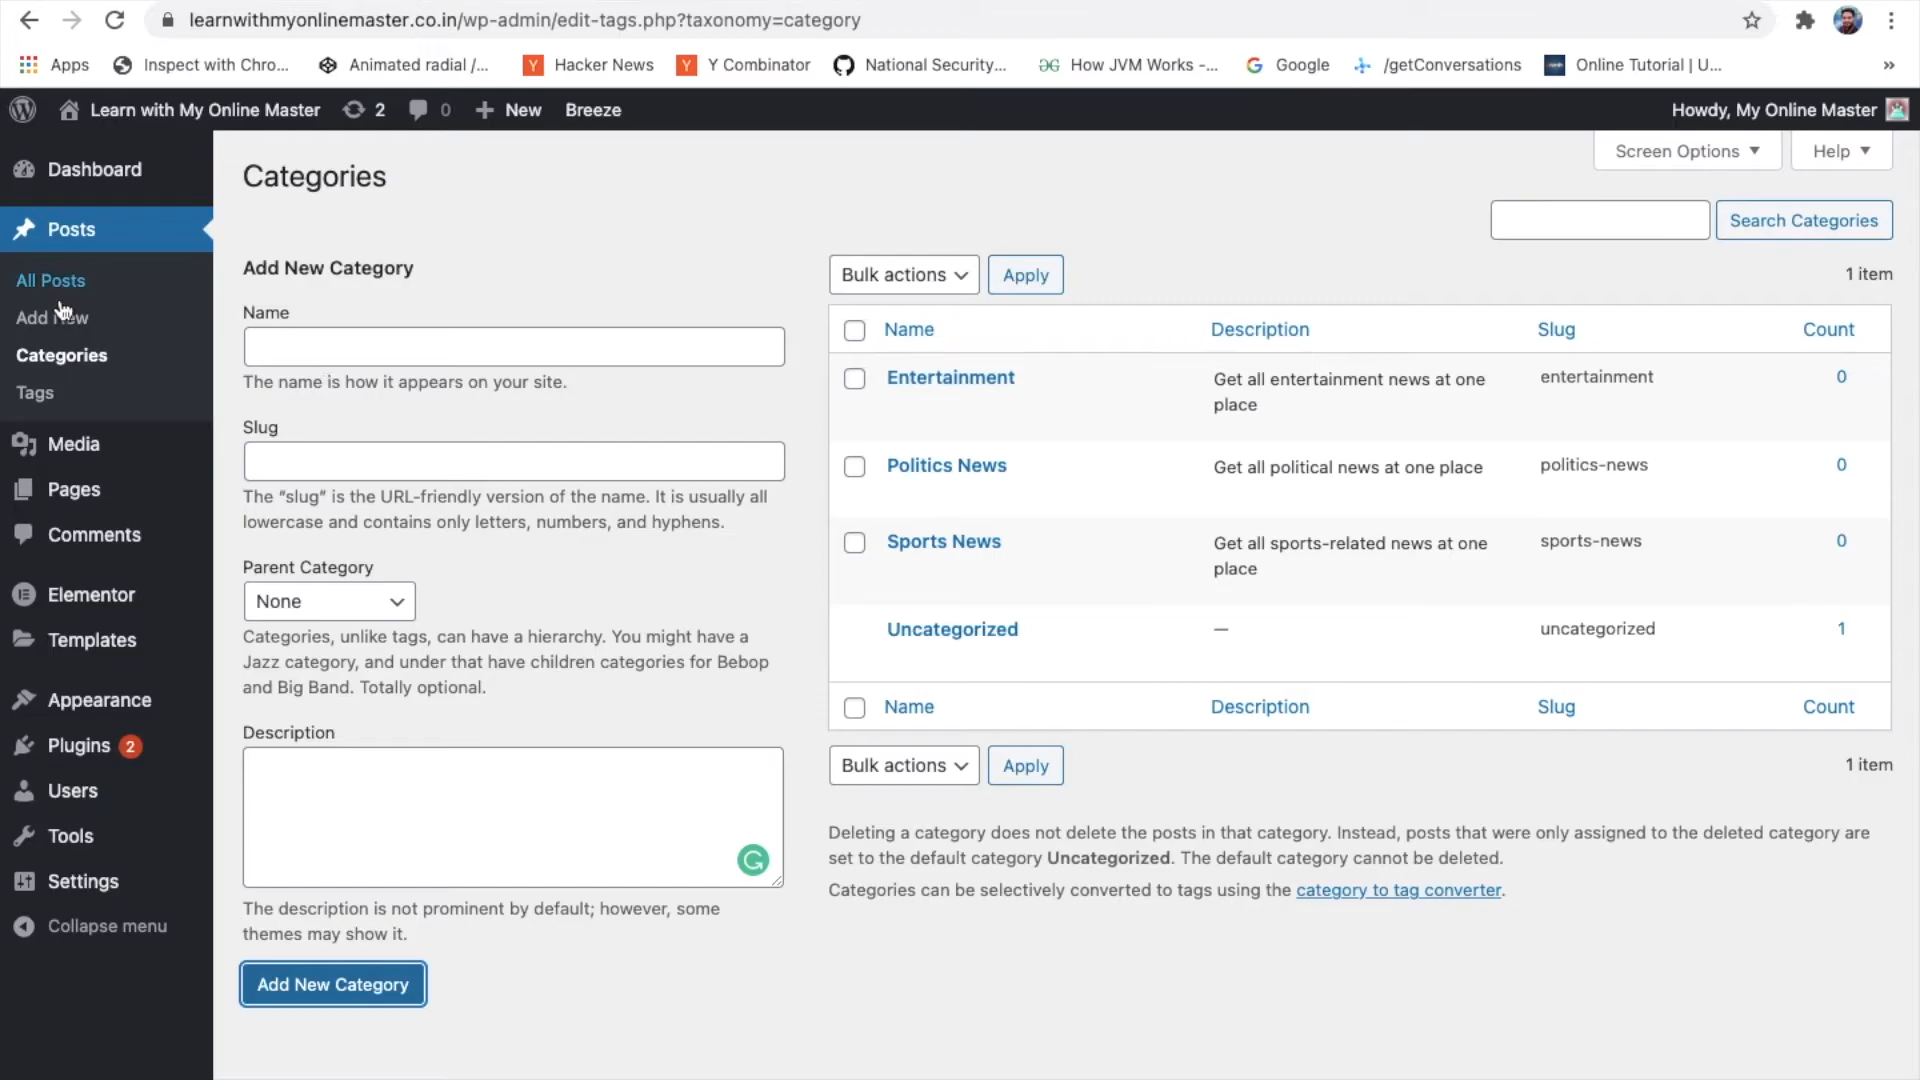 learnwithmyonlinemaster.co.in/wp-admin/edit-tags.php?taxonomy=category
Apps Inspect with Chro... Animated radial /... Y Hacker News Y Y Combinator National Security... How JVM Works -... Google /getConversations Online Tutorial | U... »
Learn with My Online Master 2 0 + New Breeze Howdy, My Online Master
Screen Options ▼ Help ▼
Dashboard
Posts
All Posts
Add New
Categories
Tags
Media
Pages
Comments
Elementor
Templates
Appearance
Plugins 2
Users
Tools
Settings
Collapse menu
Categories
Search Categories
Add New Category
Name
The name is how it appears on your site.
Slug
The “slug” is the URL-friendly version of the name. It is usually all
lowercase and contains only letters, numbers, and hyphens.
Parent Category
None
Categories, unlike tags, can have a hierarchy. You might have a
Jazz category, and under that have children categories for Bebop
and Big Band. Totally optional.
Description
The description is not prominent by default; however, some
themes may show it.
Add New Category
Bulk actions Apply 1 item
Name Description Slug Count
Entertainment Get all entertainment news at one entertainment 0
place
Politics News Get all political news at one place politics-news 0
Sports News Get all sports-related news at one sports-news 0
place
Uncategorized — uncategorized 1
Name Description Slug Count
Bulk actions Apply 1 item
Deleting a category does not delete the posts in that category. Instead, posts that were only assigned to the deleted category are
set to the default category Uncategorized. The default category cannot be deleted.
Categories can be selectively converted to tags using the category to tag converter.